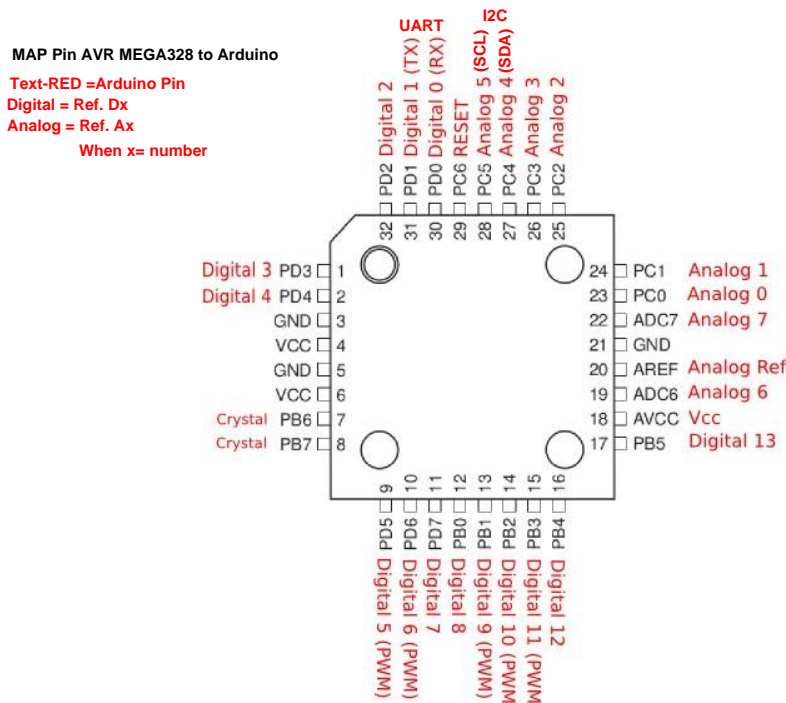 MAP Pin AVR MEGA328 to Arduino
Text-RED =Arduino Pin
Digital = Ref. Dx
Analog = Ref. Ax
When x= number
UART
I2C
32 PD2 Digital 2
31 PD1 Digital 1 (TX)
30 PD0 Digital 0 (RX)
29 PC6 RESET
28 PC5 Analog 5 (SCL)
27 PC4 Analog 4 (SDA)
26 PC3 Analog 3
25 PC2 Analog 2
Digital 3 PD3 1
Digital 4 PD4 2
GND 3
VCC 4
GND 5
VCC 6
Crystal PB6 7
Crystal PB7 8
24 PC1 Analog 1
23 PC0 Analog 0
22 ADC7 Analog 7
21 GND
20 AREF Analog Ref
19 ADC6 Analog 6
18 AVCC Vcc
17 PB5 Digital 13
9 PD5 Digital 5 (PWM)
10 PD6 Digital 6 (PWM)
11 PD7 Digital 7
12 PB0 Digital 8
13 PB1 Digital 9 (PWM)
14 PB2 Digital 10 (PWM
15 PB3 Digital 11 (PWM
16 PB4 Digital 12